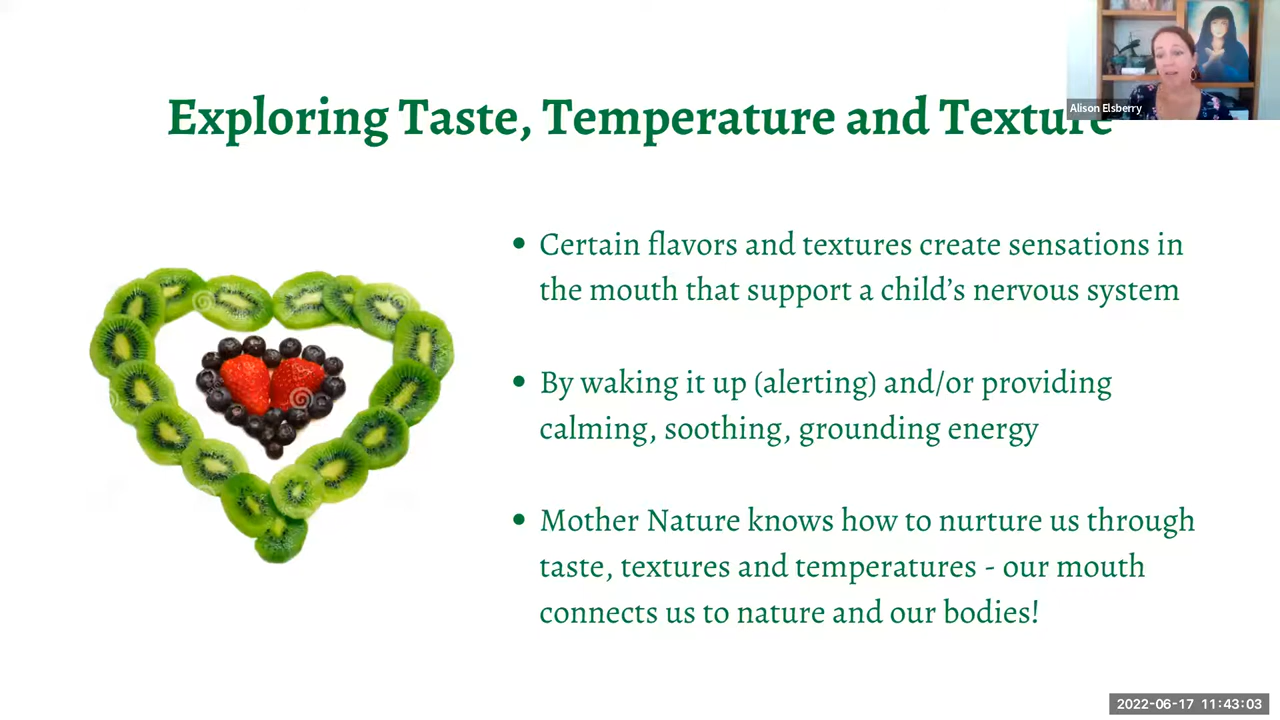 Exploring Taste, Temperature and Texture
Alison Elsberry
• Certain flavors and textures create sensations in
the mouth that support a child’s nervous system
• By waking it up (alerting) and/or providing
calming, soothing, grounding energy
• Mother Nature knows how to nurture us through
taste, textures and temperatures - our mouth
connects us to nature and our bodies!
2022-06-17 11:43:03